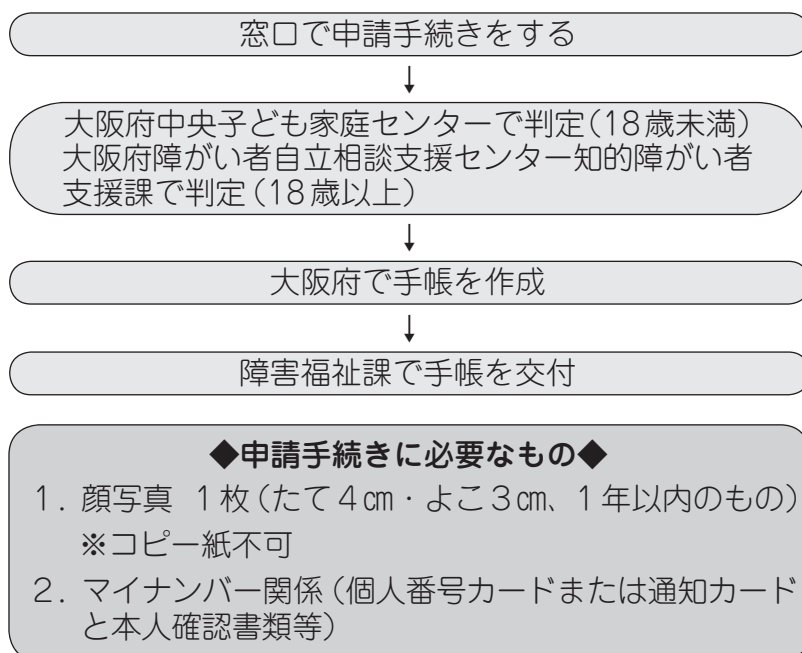 窓口で申請手続きをする
↓
大阪府中央子ども家庭センターで判定（18歳未満）
大阪府障がい者自立相談支援センター知的障がい者
支援課で判定（18歳以上）
↓
大阪府で手帳を作成
↓
障害福祉課で手帳を交付
◆申請手続きに必要なもの◆
１．顔写真　１枚（たて４㎝・よこ３㎝、１年以内のもの）
※コピー紙不可
２．マイナンバー関係（個人番号カードまたは通知カード
と本人確認書類等）